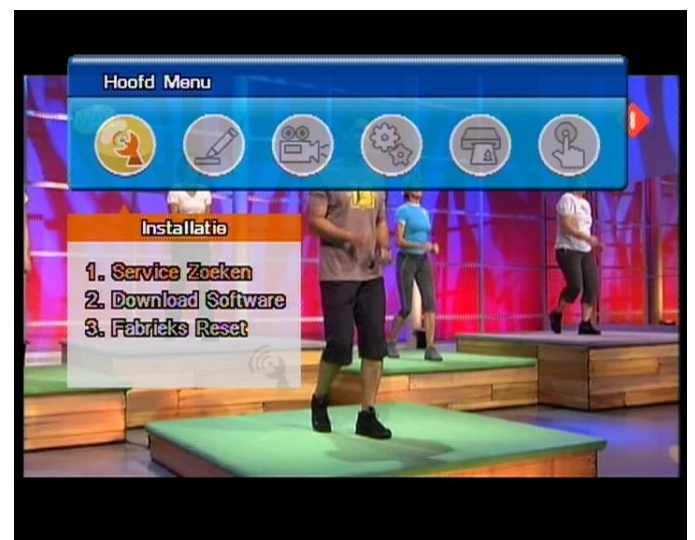 Hoofd Menu
Installatie
1. Service Zoeken
2. Download Software
3. Fabrieks Reset